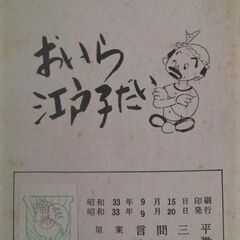 おいら
江戸子だい
昭和 33年 9月 15日 印刷
昭和 33年 9月 20日 発行
原案 言問三平